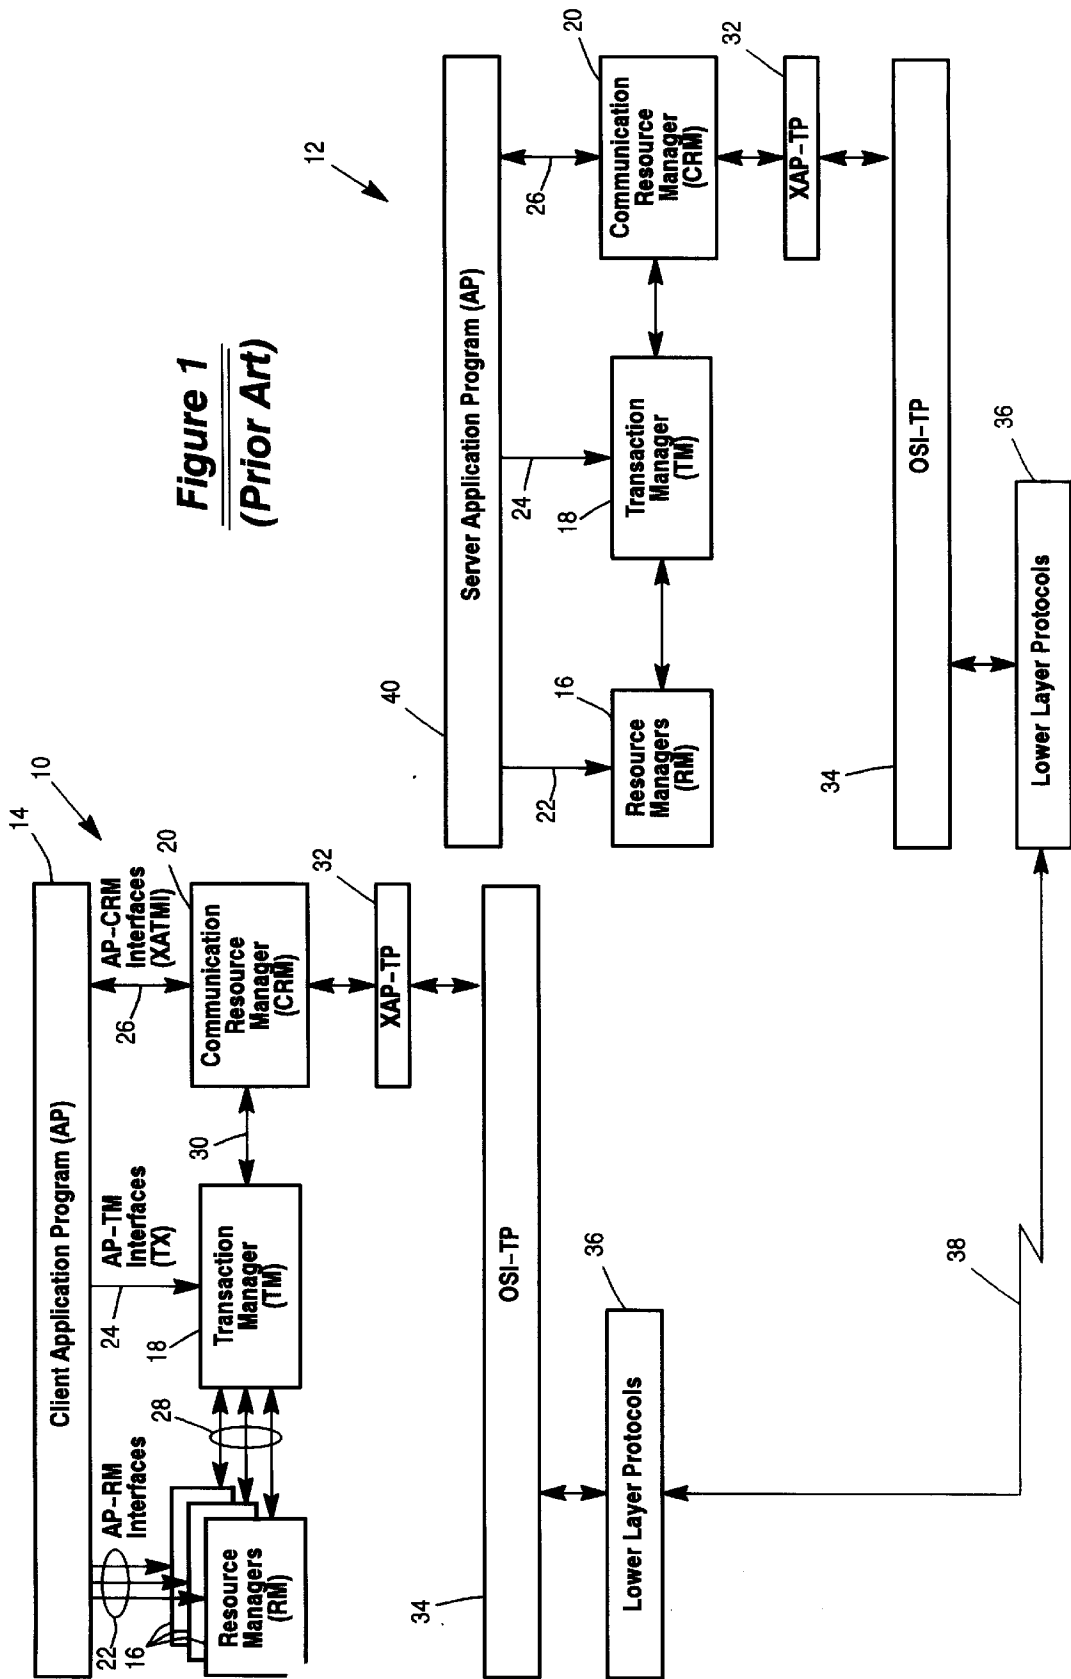 Figure 1
(Prior Art)
10
14
Client Application Program (AP)
AP-RM
Interfaces
22
AP-TM
Interfaces
(TX)
24
AP-CRM
Interfaces
(XATMI)
26
16
Resource
Managers
(RM)
28
18
Transaction
Manager
(TM)
30
20
Communication
Resource
Manager
(CRM)
32
XAP-TP
34
OSI-TP
36
Lower Layer Protocols
38
12
40
Server Application Program (AP)
22
24
26
16
Resource
Managers
(RM)
18
Transaction
Manager
(TM)
20
Communication
Resource
Manager
(CRM)
32
XAP-TP
34
OSI-TP
36
Lower Layer Protocols